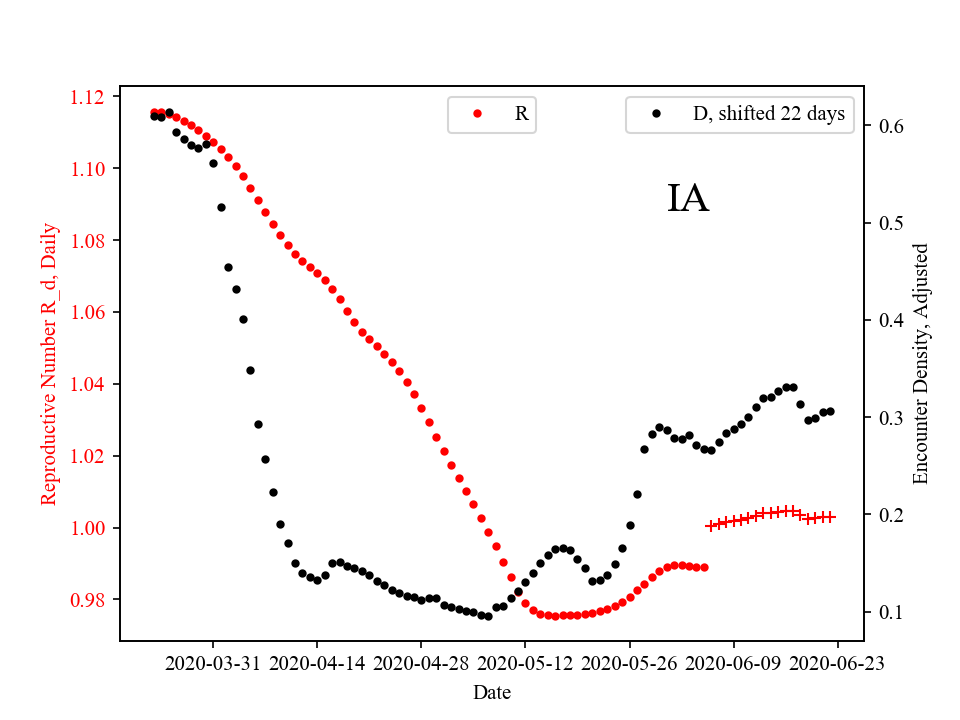 R
D, shifted 22 days
IA
1.12
1.10
1.08
1.06
1.04
1.02
1.00
0.98
Reproductive Number R_d, Daily
0.6
0.5
0.4
0.3
0.2
0.1
Encounter Density, Adjusted
2020-03-31 2020-04-14 2020-04-28 2020-05-12 2020-05-26 2020-06-09 2020-06-23
Date